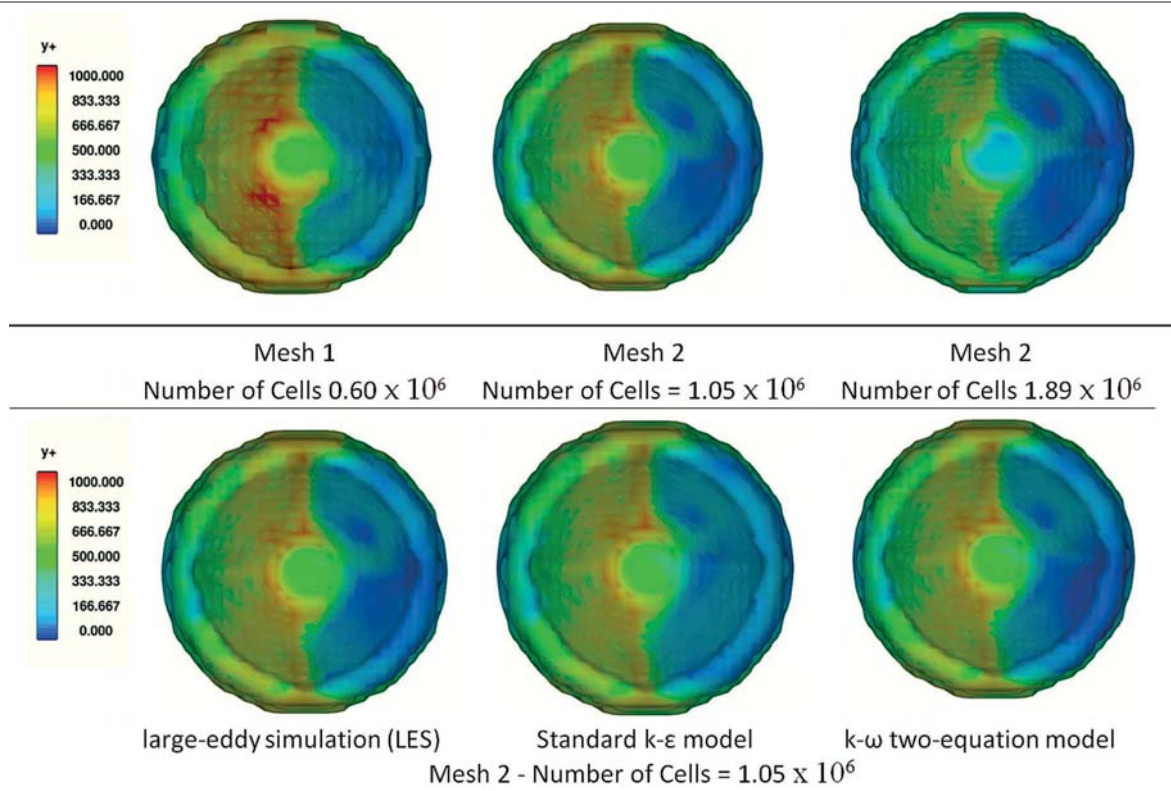 y+
1000.000
833.333
666.667
500.000
333.333
166.667
0.000
Mesh 1
Number of Cells 0.60 x 10⁶
Mesh 2
Number of Cells = 1.05 x 10⁶
Mesh 2
Number of Cells 1.89 x 10⁶
y+
1000.000
833.333
666.667
500.000
333.333
166.667
0.000
large-eddy simulation (LES)
Standard k-ε model
k-ω two-equation model
Mesh 2 - Number of Cells = 1.05 x 10⁶